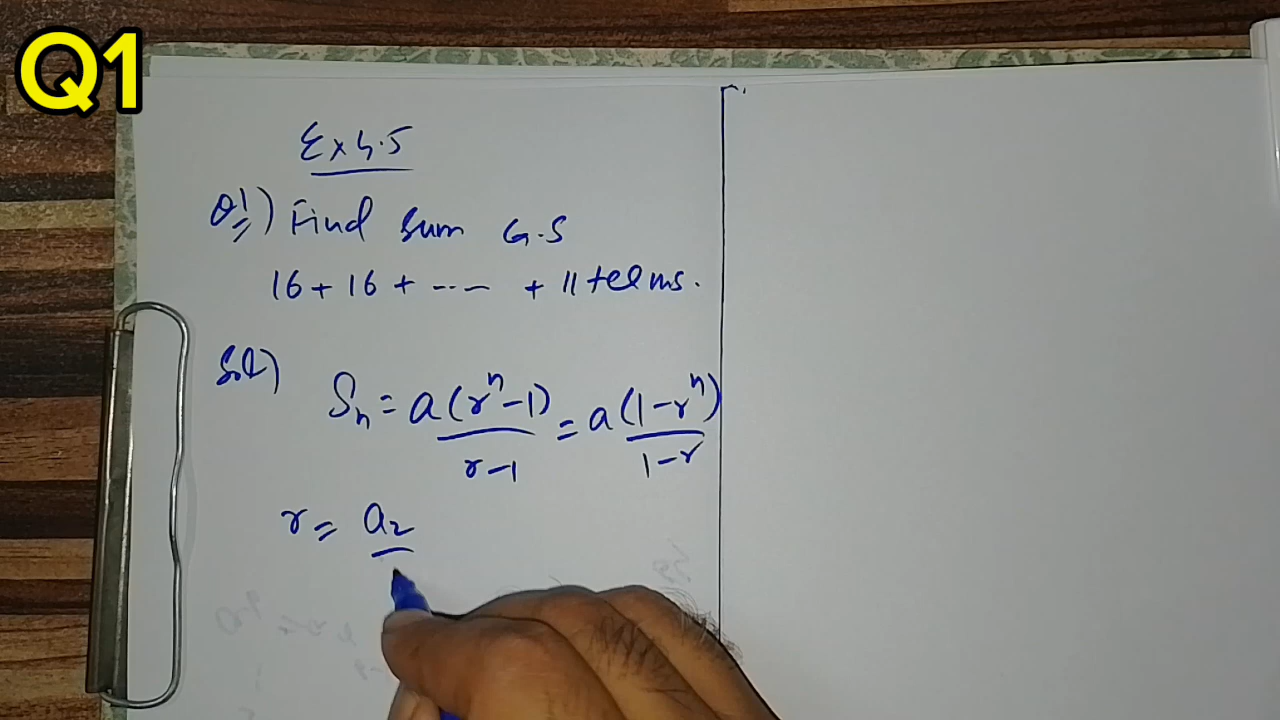 Q1
Ex 4.5
Q1) Find sum G.S
16 + 16 + ---- + 11 terms.
Sol)
Sn = a(r^n-1)/r-1 = a(1-r^n)/1-r
r = a2